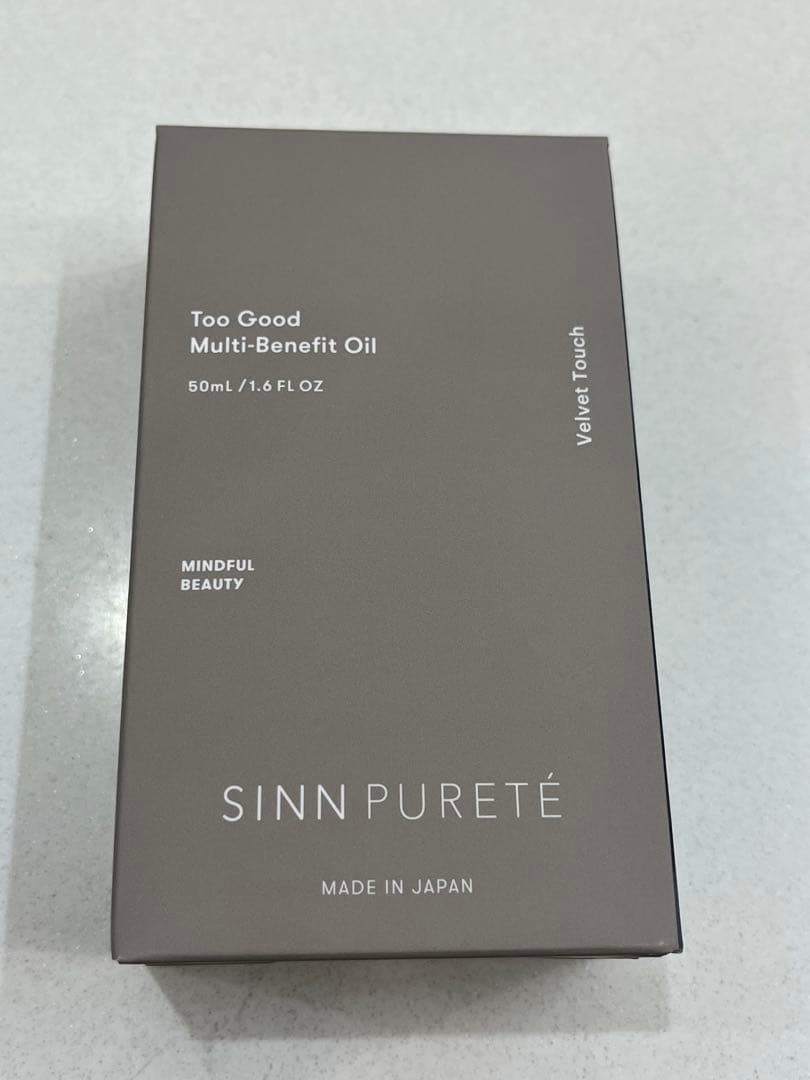 Too Good
Multi-Benefit Oil
50mL / 1.6 FL OZ
Velvet Touch
MINDFUL
BEAUTY
SINN PURETÉ
MADE IN JAPAN